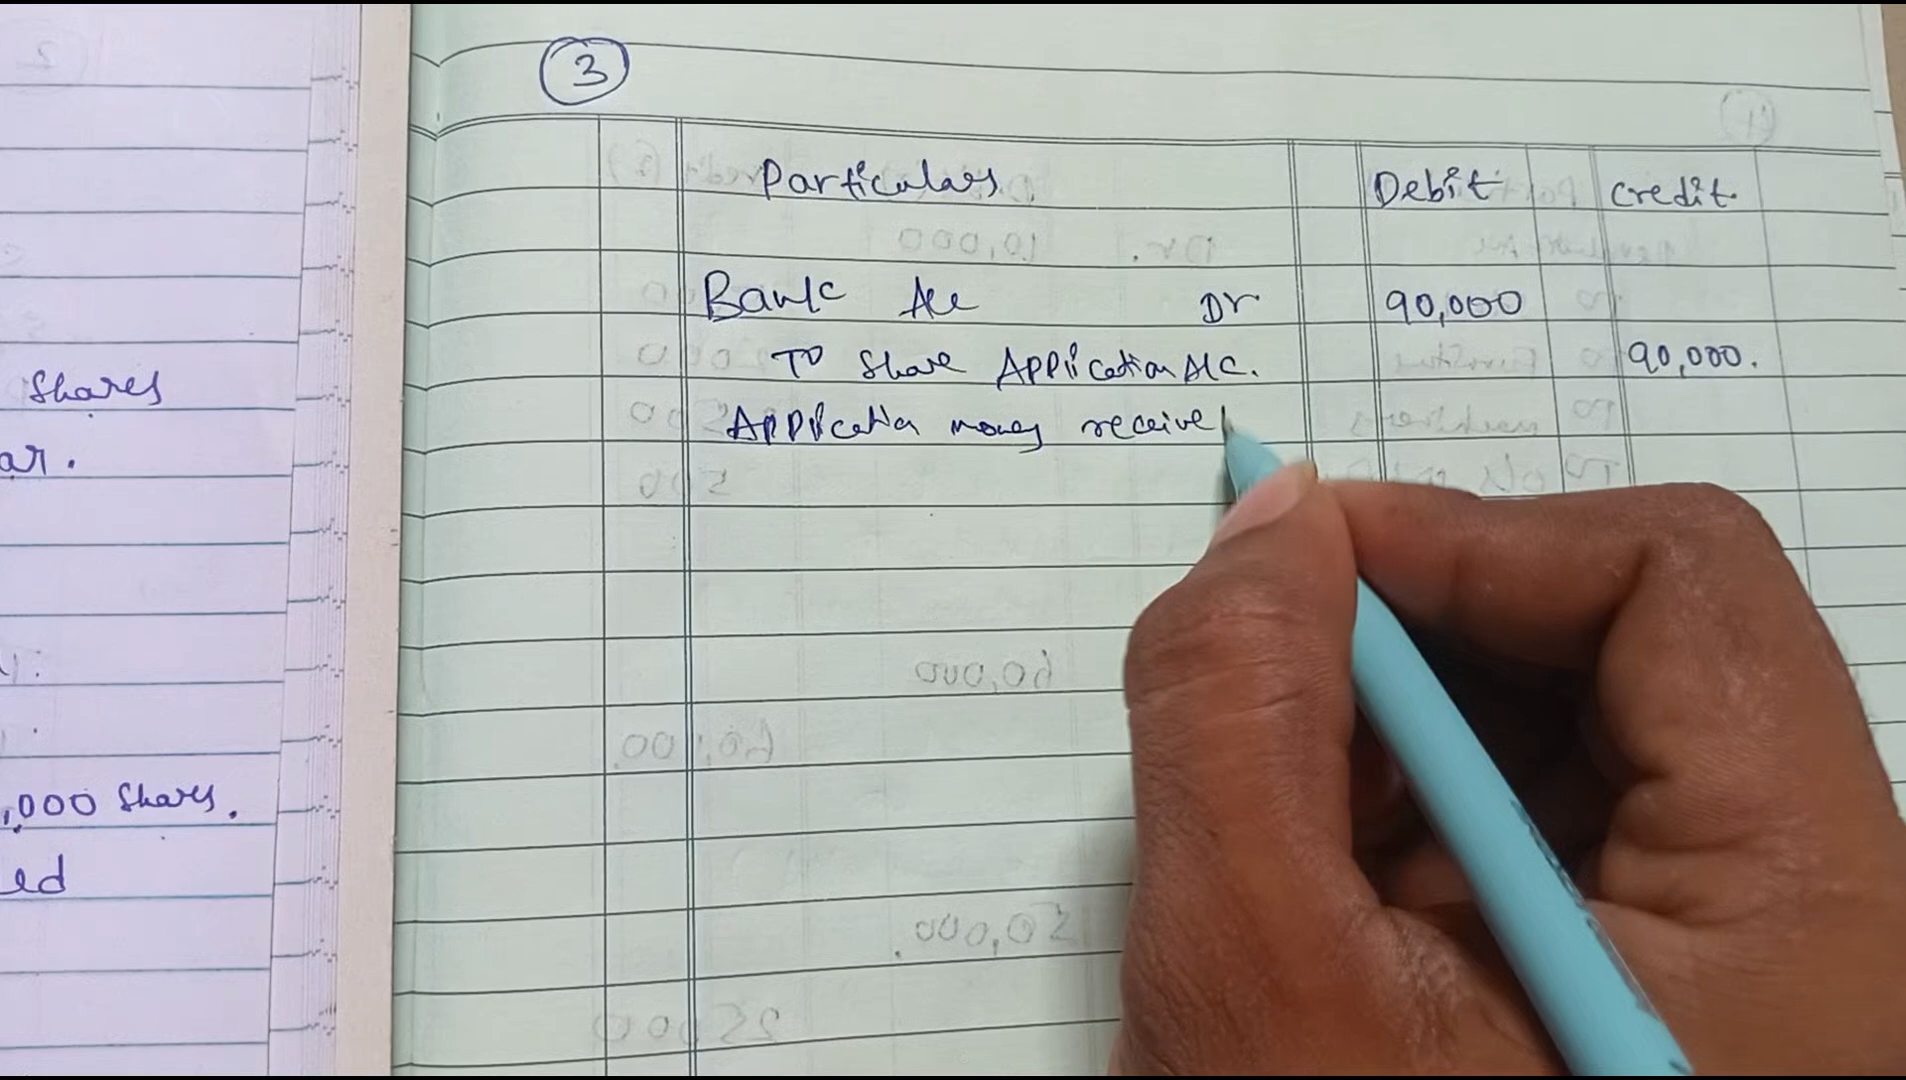 Shares
ar.
,000 Shares.
ed
3
Particulars Debit Credit.
Bank A/c Dr 90,000
To Share Application A/C. 90,000.
Application money receive